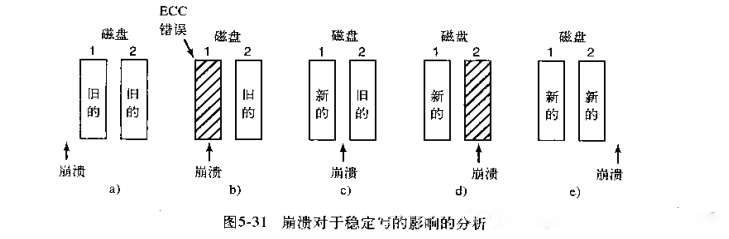 ECC
错误
磁盘 磁盘 磁盘 磁盘 磁盘
1 2 1 2 1 2 1 2 1 2
旧的 旧的 旧的 新的 旧的 新的 新的 新的
崩溃 崩溃 崩溃 崩溃 崩溃
a) b) c) d) e)
图5-31 崩溃对于稳定写的影响的分析